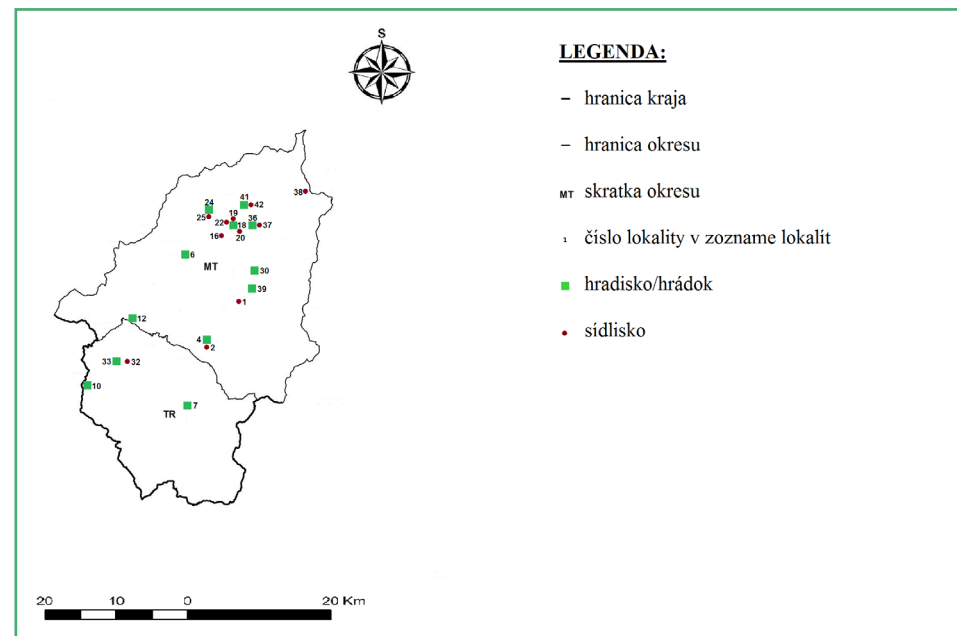 S
LEGENDA:
– hranica kraja
– hranica okresu
MT skratka okresu
1 číslo lokality v zozname lokalít
hradisko/hrádok
sídlisko
38
41
42
24
25
19
22
18
36
37
20
16
6
MT
30
39
1
12
4
2
33
32
10
7
TR
20 10 0 20 Km